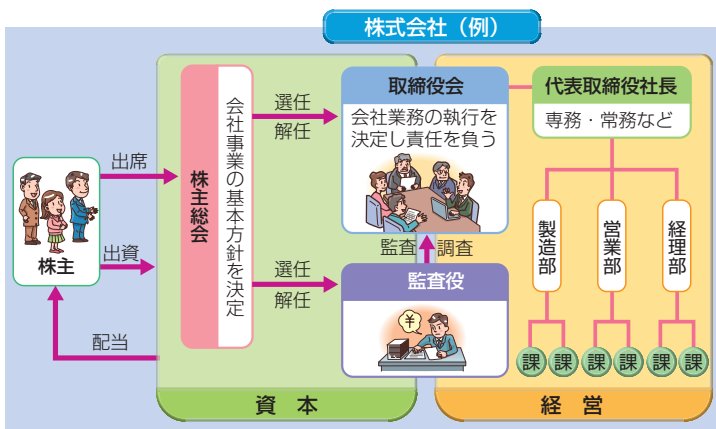 株式会社（例）
株主
出席
出資
配当
株主総会
会社事業の基本方針を決定
選任
解任
選任
解任
取締役会
会社業務の執行を
決定し責任を負う
監査
調査
監査役
¥
代表取締役社長
専務・常務など
製造部
営業部
経理部
課
課
課
課
課
課
資 本
経 営